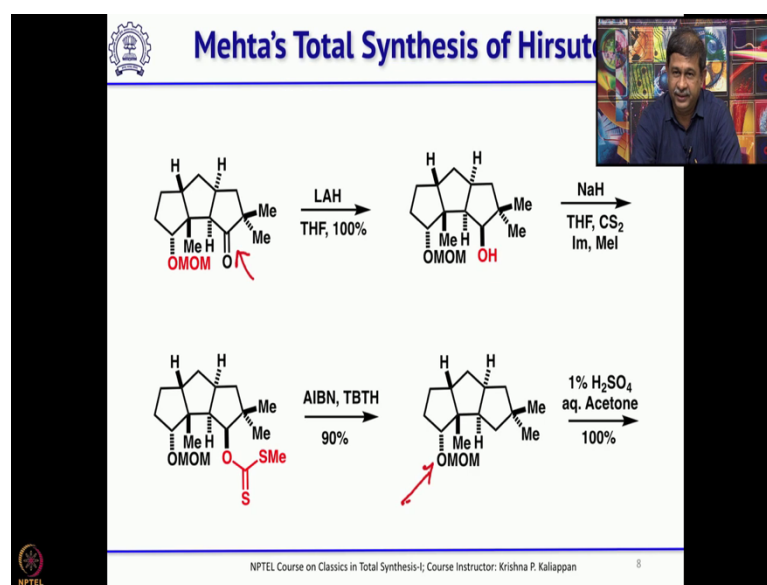 Mehta's Total Synthesis of Hirsute
H H
Me
Me
Me H
OMOM O
LAH
THF, 100%
H H
Me
Me
Me H
OMOM OH
NaH
THF, CS2
Im, MeI
H H
Me
Me
Me H
OMOM O SMe
S
AIBN, TBTH
90%
H H
Me
Me
Me H
OMOM
1% H2SO4
aq. Acetone
100%
NPTEL
NPTEL Course on Classics in Total Synthesis-I; Course Instructor: Krishna P. Kaliappan
8